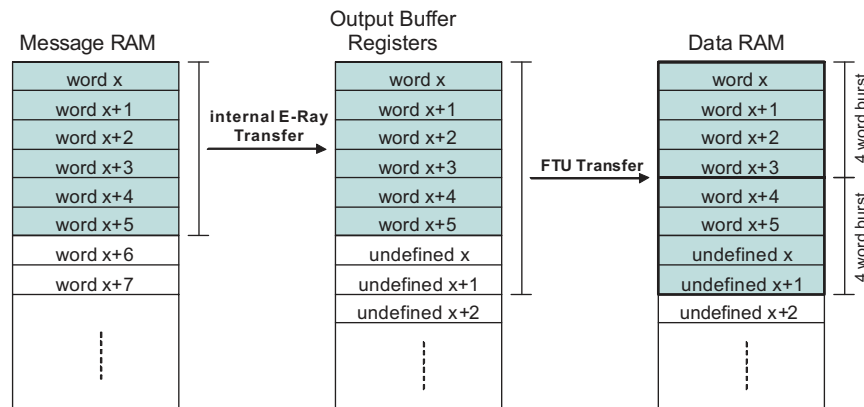 Message RAM
word x
word x+1
word x+2
word x+3
word x+4
word x+5
word x+6
word x+7
internal E-Ray
Transfer
Output Buffer
Registers
word x
word x+1
word x+2
word x+3
word x+4
word x+5
undefined x
undefined x+1
undefined x+2
FTU Transfer
Data RAM
word x
word x+1
word x+2
word x+3
word x+4
word x+5
undefined x
undefined x+1
undefined x+2
4 word burst
4 word burst